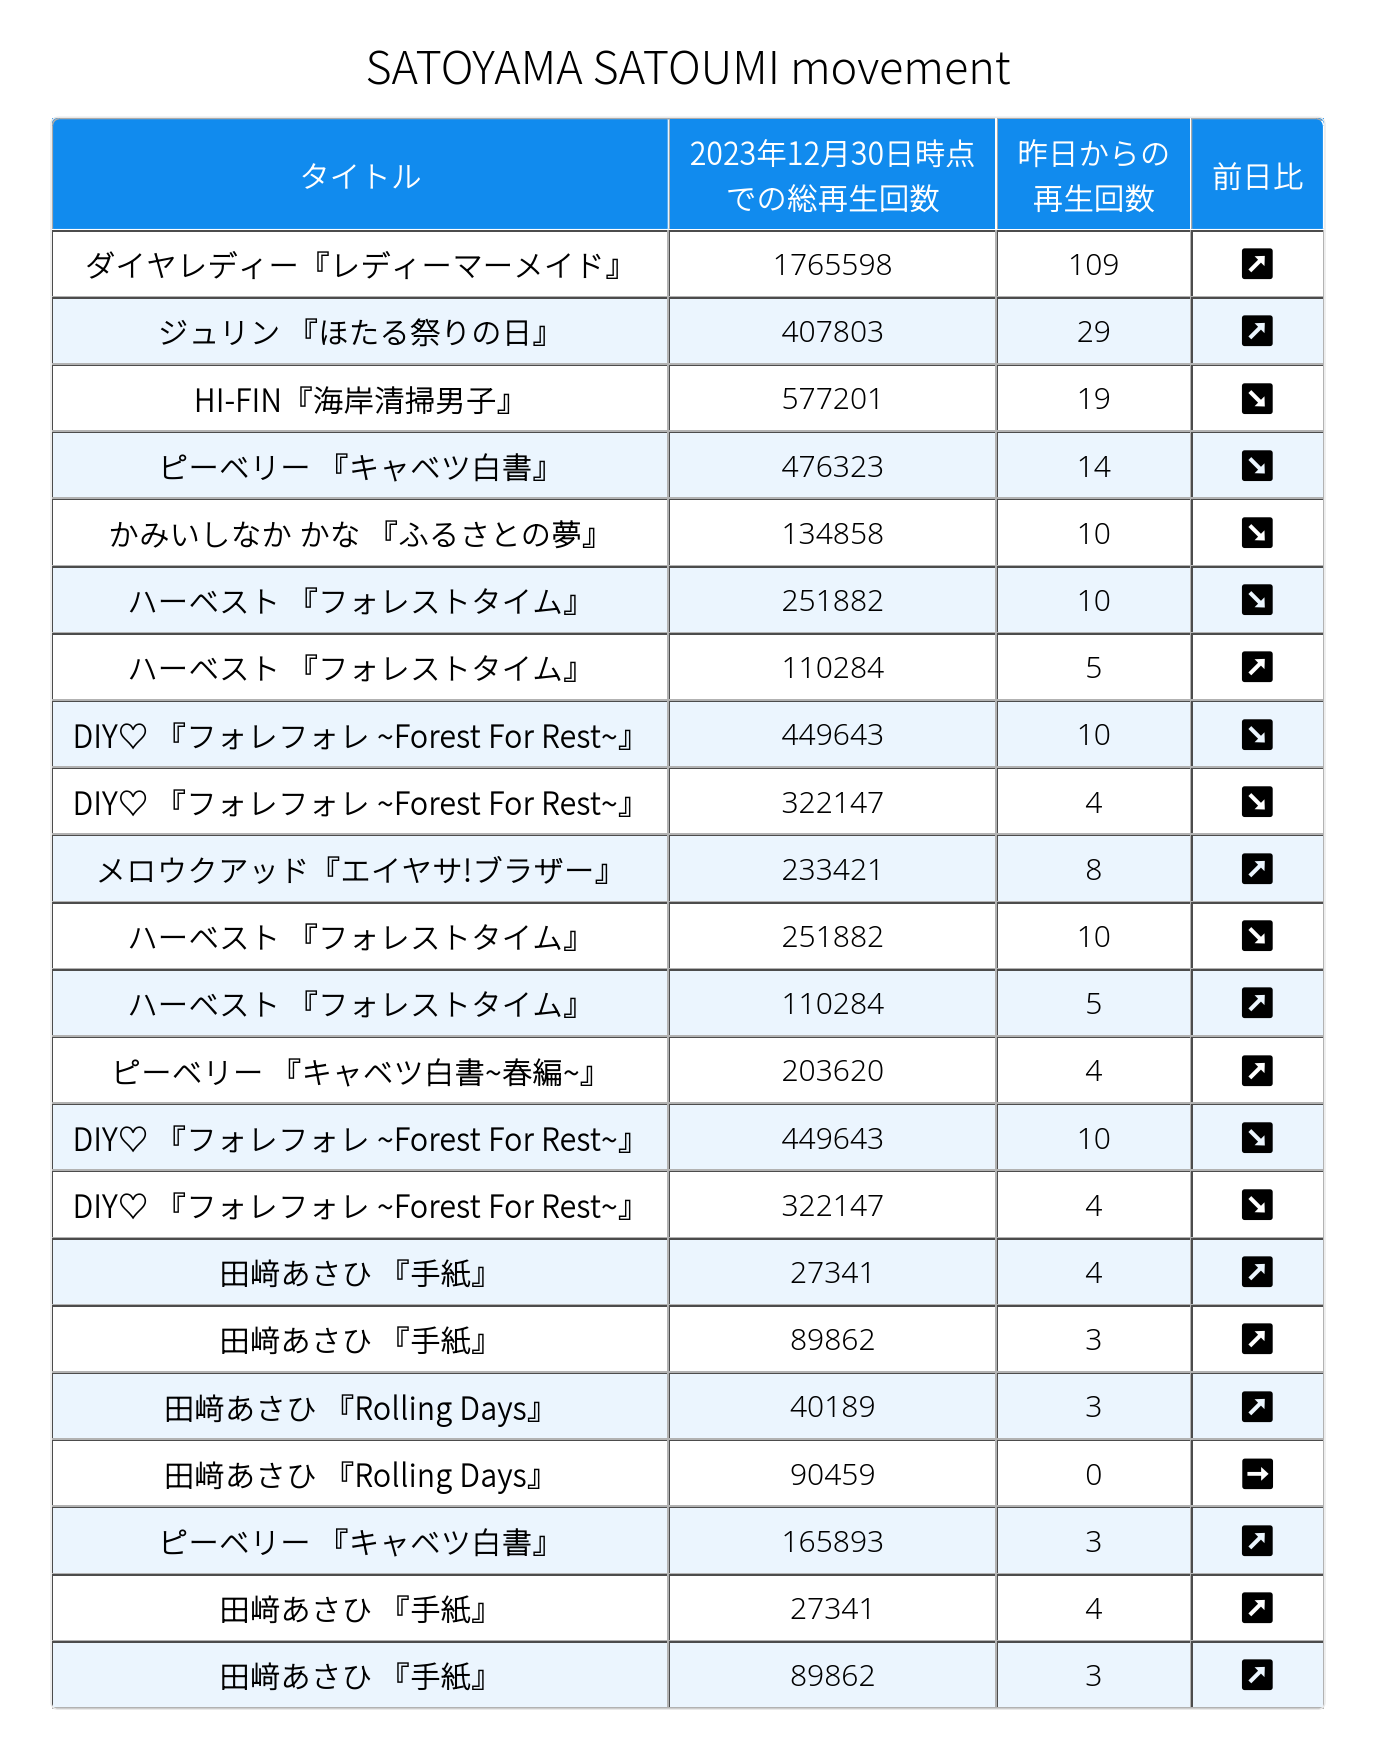 SATOYAMA SATOUMI movement
タイトル 2023年12月30日時点での総再生回数 昨日からの再生回数 前日比
ダイヤレディー『レディーマーメイド』 1765598 109 ↗
ジュリン 『ほたる祭りの日』 407803 29 ↗
HI-FIN『海岸清掃男子』 577201 19 ↘
ピーベリー 『キャベツ白書』 476323 14 ↘
かみいしなか かな 『ふるさとの夢』 134858 10 ↘
ハーベスト 『フォレストタイム』 251882 10 ↘
ハーベスト 『フォレストタイム』 110284 5 ↗
DIY♡ 『フォレフォレ ~Forest For Rest~』 449643 10 ↘
DIY♡ 『フォレフォレ ~Forest For Rest~』 322147 4 ↘
メロウクアッド『エイヤサ!ブラザー』 233421 8 ↗
ハーベスト 『フォレストタイム』 251882 10 ↘
ハーベスト 『フォレストタイム』 110284 5 ↗
ピーベリー 『キャベツ白書~春編~』 203620 4 ↗
DIY♡ 『フォレフォレ ~Forest For Rest~』 449643 10 ↘
DIY♡ 『フォレフォレ ~Forest For Rest~』 322147 4 ↘
田﨑あさひ 『手紙』 27341 4 ↗
田﨑あさひ 『手紙』 89862 3 ↗
田﨑あさひ 『Rolling Days』 40189 3 ↗
田﨑あさひ 『Rolling Days』 90459 0 →
ピーベリー 『キャベツ白書』 165893 3 ↗
田﨑あさひ 『手紙』 27341 4 ↗
田﨑あさひ 『手紙』 89862 3 ↗